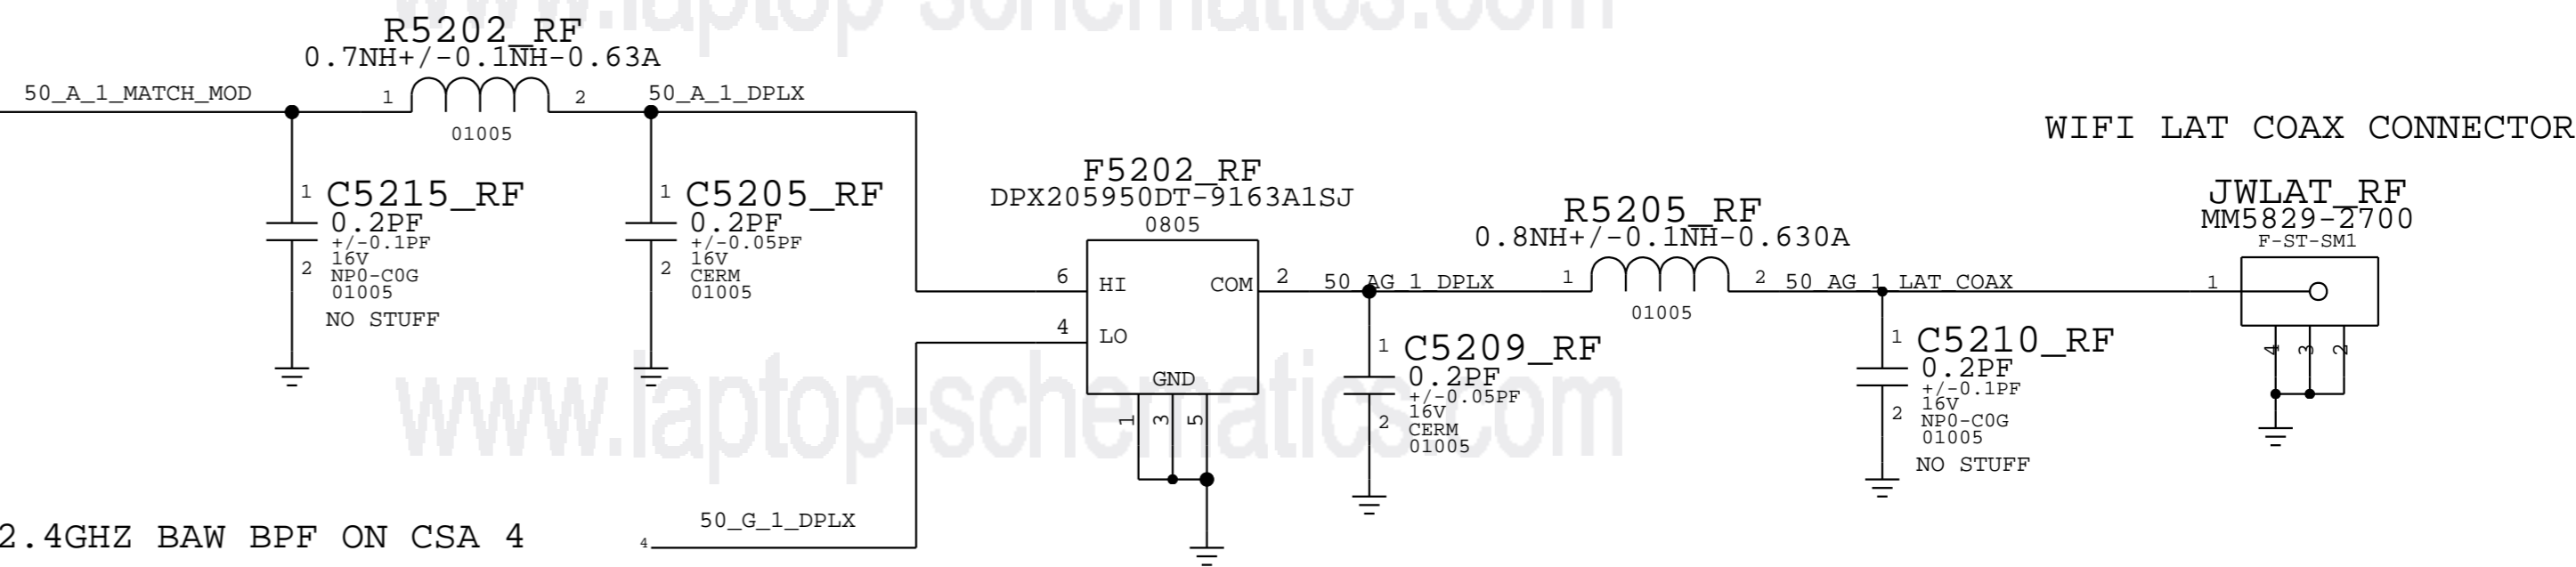 www.laptop-schematics.com
R5202_RF
0.7NH+/-0.1NH-0.63A
50_A_1_MATCH_MOD
1
2
50_A_1_DPLX
01005
WIFI LAT COAX CONNECTOR
1
C5215_RF
0.2PF
+/-0.1PF
16V
2
NP0-C0G
01005
NO STUFF
1
C5205_RF
0.2PF
+/-0.05PF
16V
2
CERM
01005
F5202_RF
DPX205950DT-9163A1SJ
0805
6
HI
COM
2
4
LO
GND
1
3
5
50_AG_1_DPLX
R5205_RF
0.8NH+/-0.1NH-0.630A
1
2
01005
50_AG_1_LAT_COAX
JWLAT_RF
MM5829-2700
F-ST-SM1
1
4
3
2
1
C5209_RF
0.2PF
+/-0.05PF
16V
2
CERM
01005
1
C5210_RF
0.2PF
+/-0.1PF
16V
2
NP0-C0G
01005
NO STUFF
www.laptop-schematics.com
50_G_1_DPLX
2.4GHZ BAW BPF ON CSA 4
4